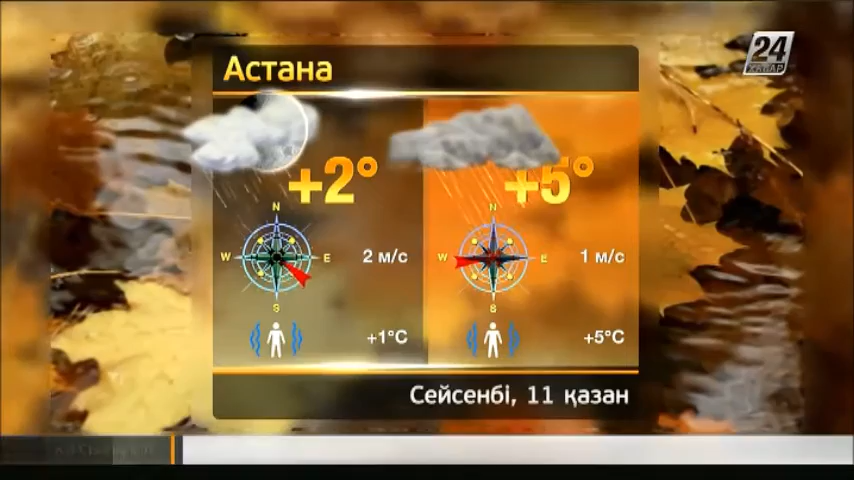 Астана
24
ХАБАР
+2°
+5°
N
N
W
E
2 м/с
W
E
1 м/с
S
S
+1°C
+5°C
Сейсенбі, 11 қазан